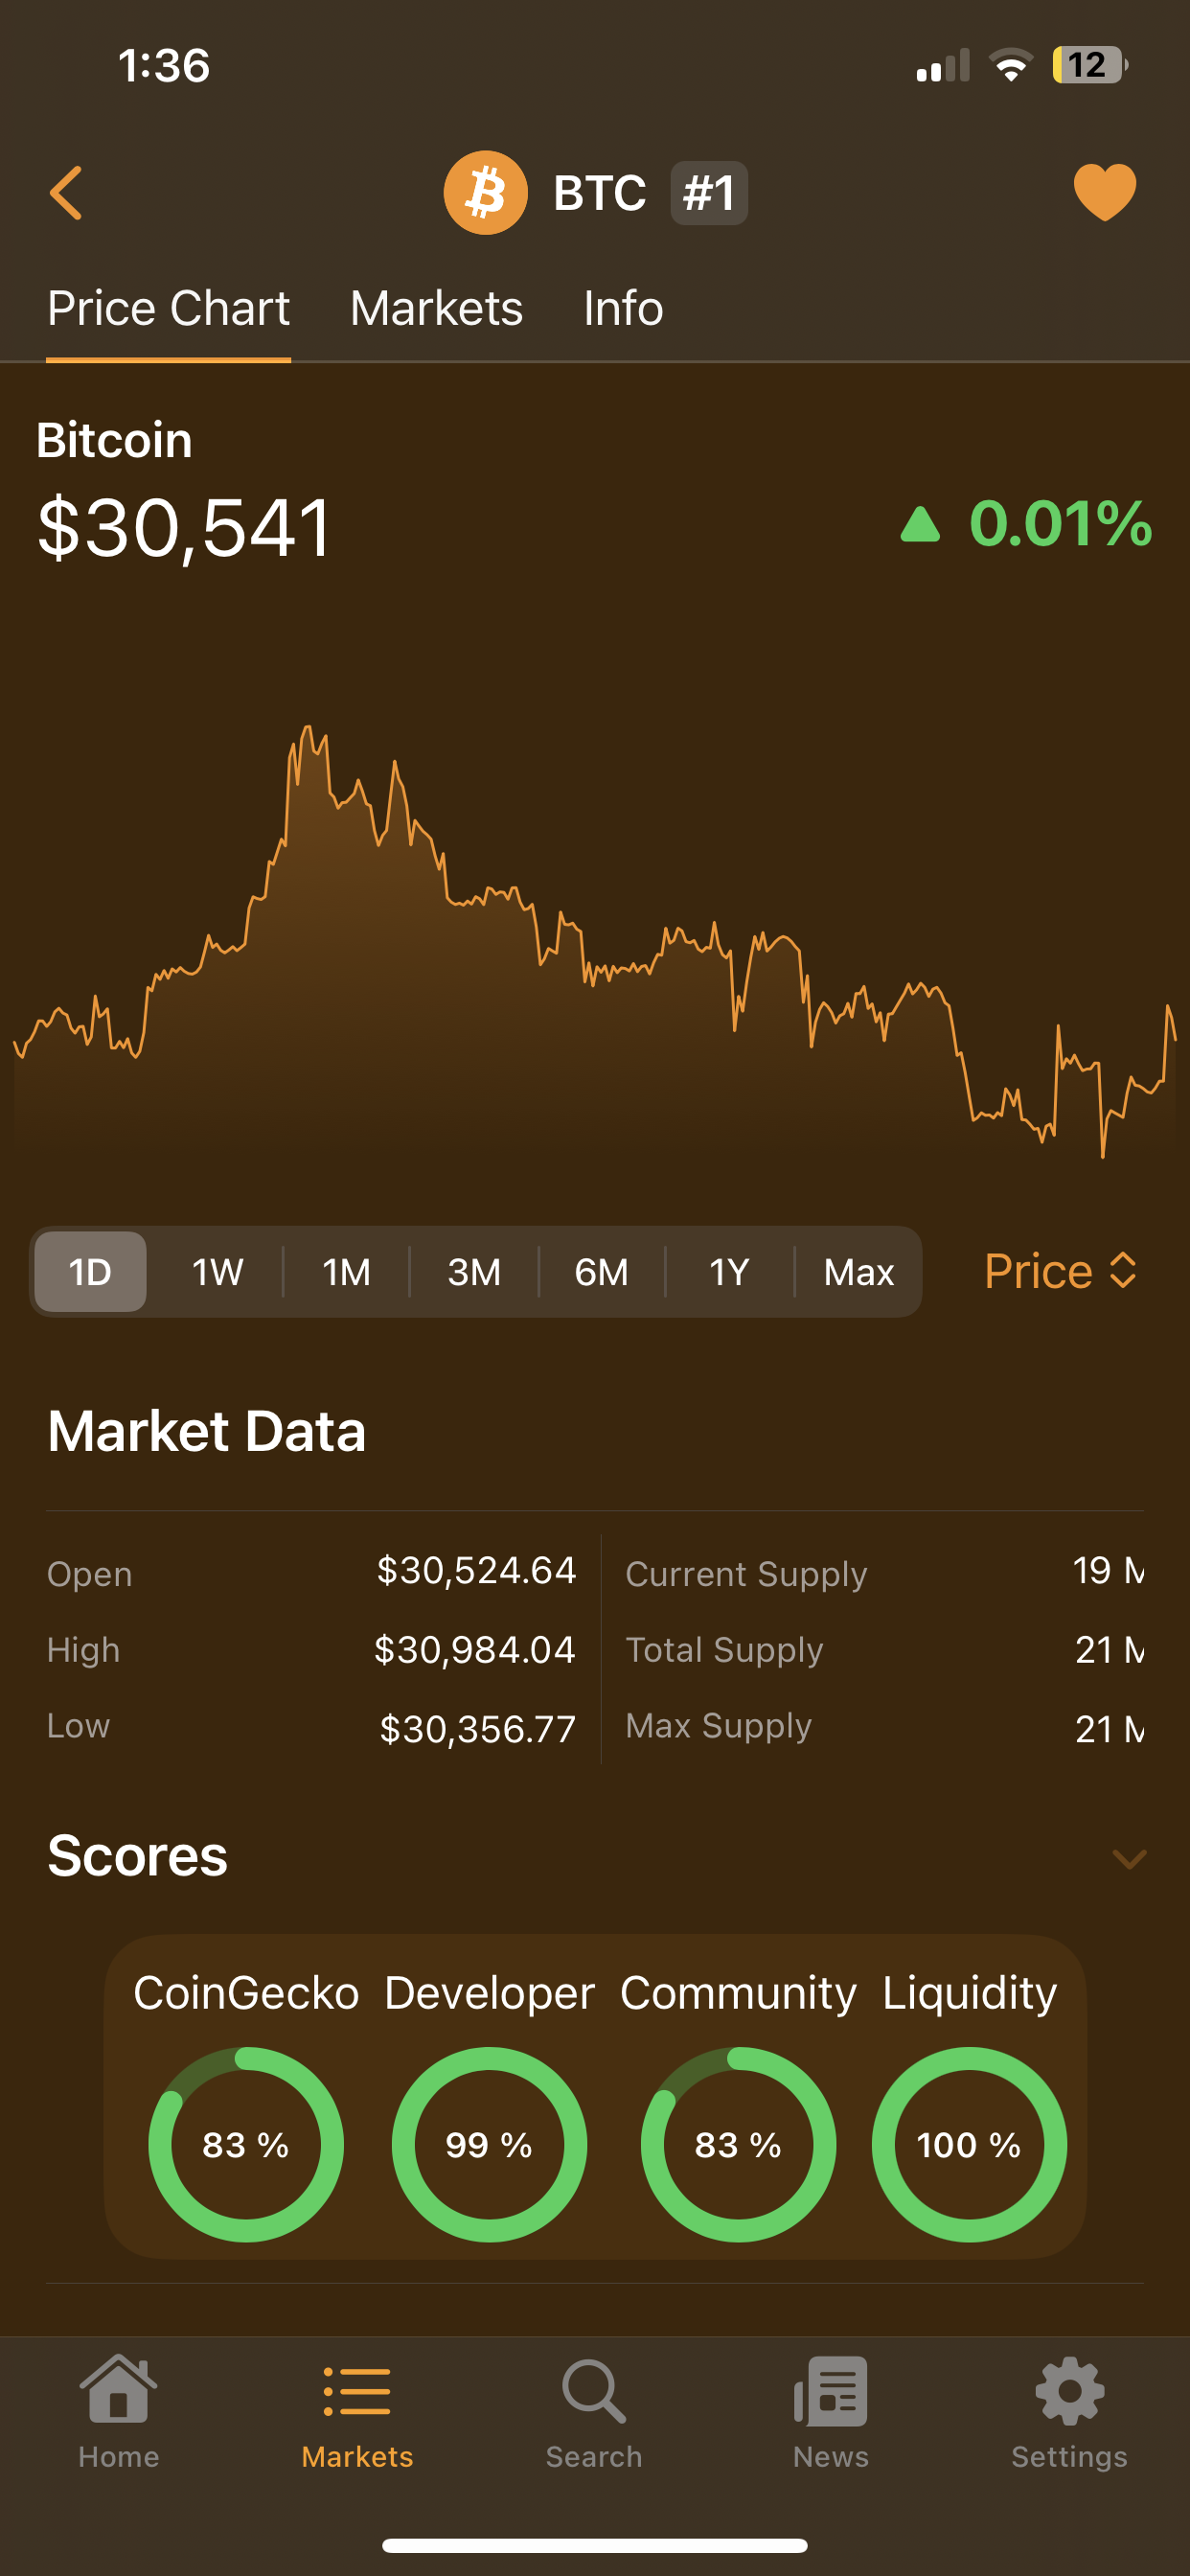 1:36
12
BTC #1
Price Chart Markets Info
Bitcoin
$30,541
0.01%
1D 1W 1M 3M 6M 1Y Max Price
Market Data
Open $30,524.64 Current Supply 19 M
High $30,984.04 Total Supply 21 M
Low $30,356.77 Max Supply 21 M
Scores
CoinGecko Developer Community Liquidity
83 % 99 % 83 % 100 %
Home Markets Search News Settings